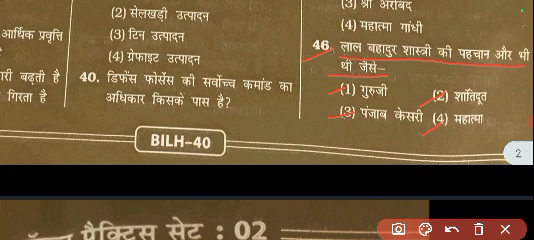 (3) श्री अरविंद
(2) सेलखड़ी उत्पादन
(4) महात्मा गांधी
आर्थिक प्रवृत्ति
(3) टिन उत्पादन
46. लाल बहादुर शास्त्री की पहचान और भी
(4) ग्रेफाइट उत्पादन
थी जैसे–
री बढ़ती है
40. डिफेंस फोर्सेस की सर्वोच्च कमांड का
(1) गुरुजी
(2) शांतिदूत
गिरता है
अधिकार किसके पास है?
(3) पंजाब केसरी
(4) महात्मा
BILH-40
2
प्रैक्टिस सेट : 02